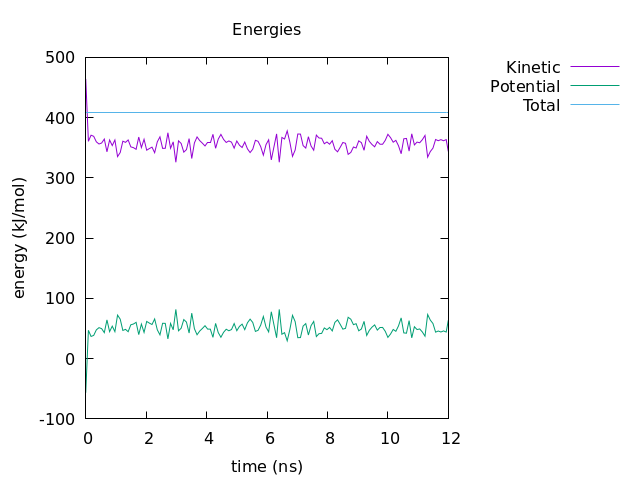 Energies
500
400
300
200
100
0
-100
energy (kJ/mol)
0 2 4 6 8 10 12
time (ns)
Kinetic
Potential
Total